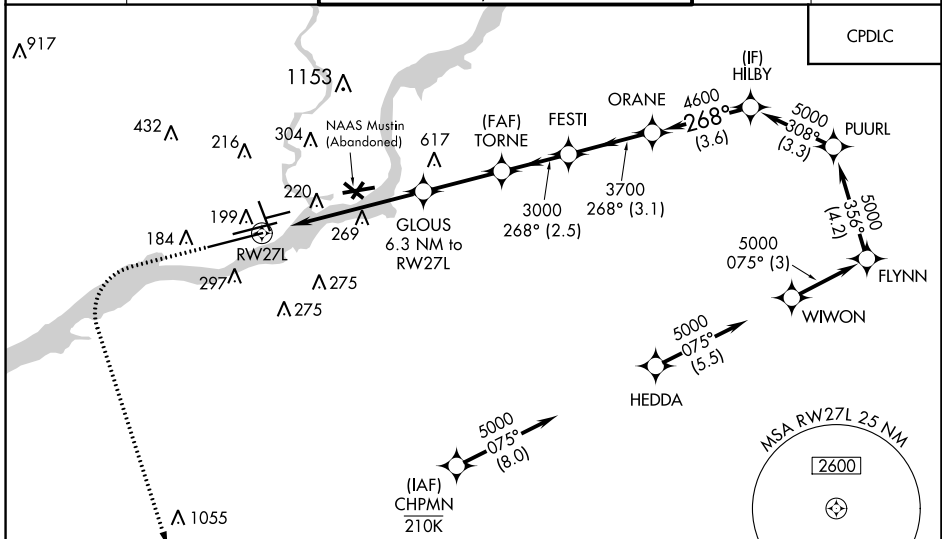 CPDLC
917
1153
432
216
304
NAAS Mustin
(Abandoned)
617
(FAF)
TORNE
FESTI
ORANE
4600
268°
(3.6)
(IF)
HILBY
5000
308°
(3.3)
PUURL
220
199
184
269
RW27L
297
275
275
GLOUS
6.3 NM to
RW27L
3000
268° (2.5)
3700
268° (3.1)
5000
356°
(4.2)
5000
075° (3)
FLYNN
WIWON
5000
075°
(5.5)
HEDDA
5000
075°
(8.0)
(IAF)
CHPMN
210K
1055
MSA RW27L 25 NM
2600